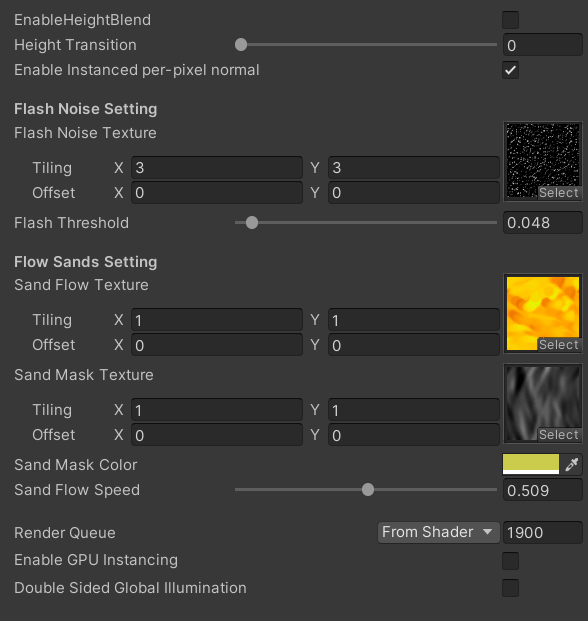 EnableHeightBlend
Height Transition 0
Enable Instanced per-pixel normal
Flash Noise Setting
Flash Noise Texture
Tiling X 3 Y 3
Offset X 0 Y 0
Select
Flash Threshold 0.048
Flow Sands Setting
Sand Flow Texture
Tiling X 1 Y 1
Offset X 0 Y 0
Select
Sand Mask Texture
Tiling X 1 Y 1
Offset X 0 Y 0
Select
Sand Mask Color
Sand Flow Speed 0.509
Render Queue From Shader 1900
Enable GPU Instancing
Double Sided Global Illumination